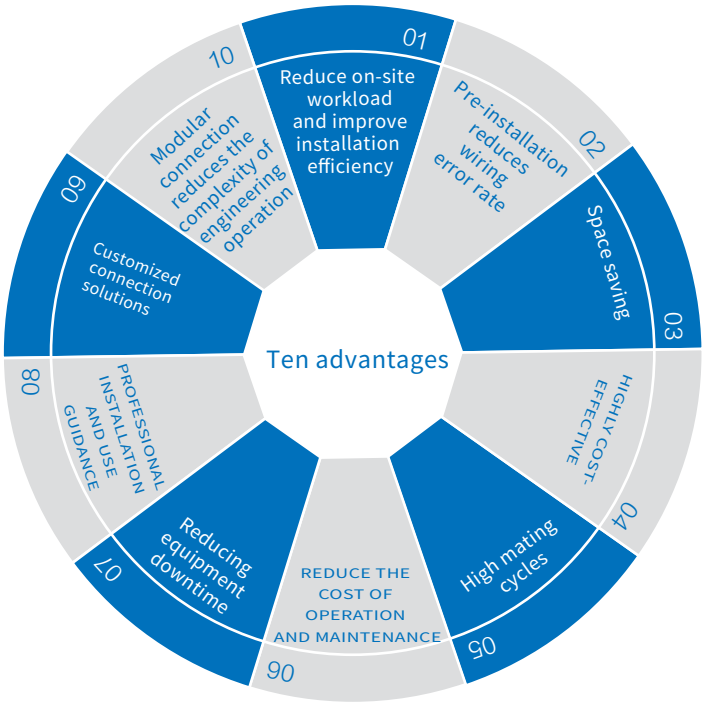 Ten advantages
01
Reduce on-site
workload
and improve
installation
efficiency
02
Pre-installation
reduces
wiring
error rate
03
Space saving
04
HIGHLY COST-
EFFECTIVE
05
High mating
cycles
06
REDUCE THE
COST OF
OPERATION
AND MAINTENANCE
07
Reducing
equipment
downtime
08
PROFESSIONAL
INSTALLATION
AND USE
GUIDANCE
09
Customized
connection
solutions
10
Modular
connection
reduces the
complexity of
engineering
operation